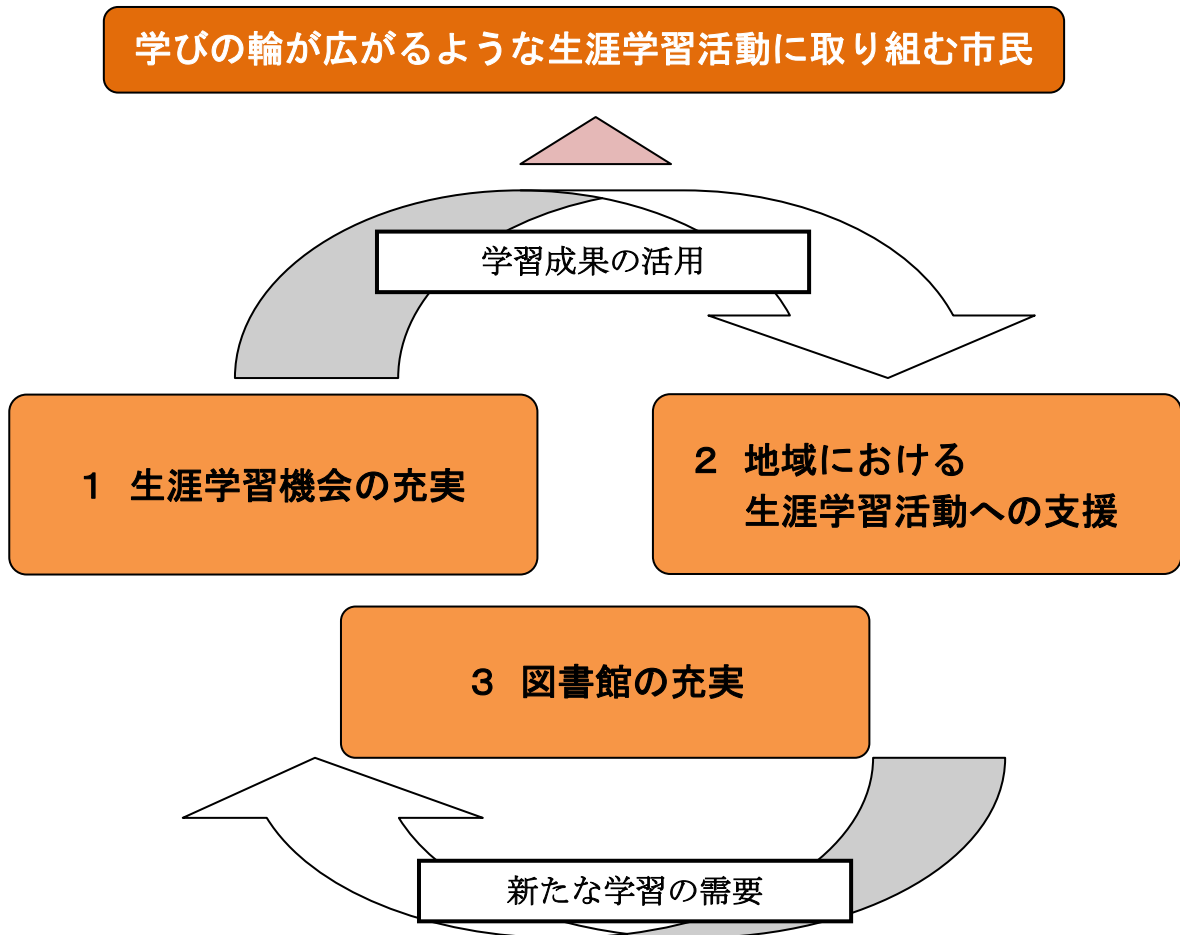 学びの輪が広がるような生涯学習活動に取り組む市民
学習成果の活用
１　生涯学習機会の充実
２　地域における
生涯学習活動への支援
３　図書館の充実
新たな学習の需要